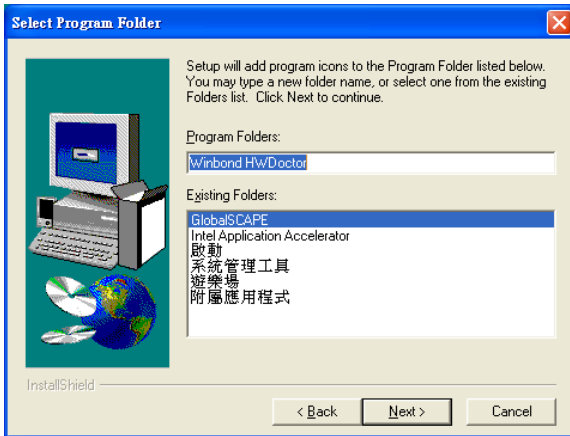 Select Program Folder
Setup will add program icons to the Program Folder listed below.
You may type a new folder name, or select one from the existing
Folders list. Click Next to continue.
Program Folders:
Winbond HWDoctor
Existing Folders:
GlobalSCAPE
Intel Application Accelerator
啟動
系統管理工具
遊樂場
附屬應用程式
InstallShield
< Back
Next >
Cancel